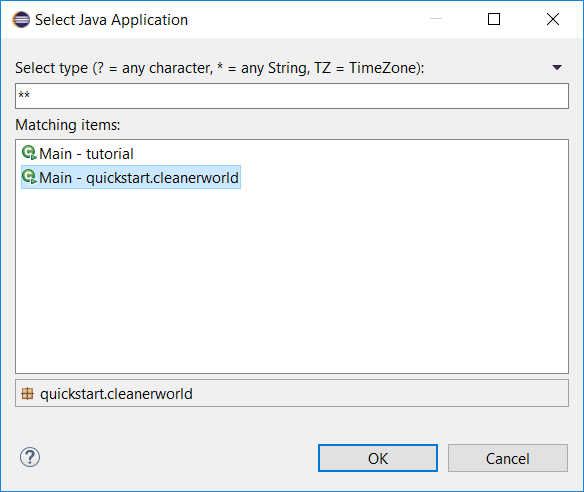 Select Java Application
Select type (? = any character, * = any String, TZ = TimeZone):
**
Matching items:
Main - tutorial
Main - quickstart.cleanerworld
quickstart.cleanerworld
?
OK
Cancel